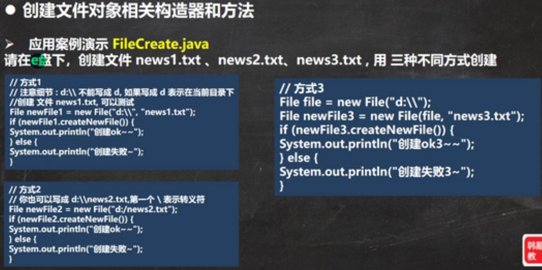 创建文件对象相关构造器和方法
应用案例演示 FileCreate.java
请在e盘下，创建文件 news1.txt 、news2.txt、news3.txt , 用 三种不同方式创建
// 方式1
// 注意细节 : d:\\ 不能写成 d, 如果写成 d 表示在当前目录下
//创建 文件 news1.txt, 可以测试
File newFile1 = new File("d:\\", "news1.txt");
if (newFile1.createNewFile()) {
System.out.println("创建ok~~");
} else {
System.out.println("创建失败~");
}
// 方式2
// 你也可以写成 d:\\news2.txt,第一个 \ 表示转义符
File newFile2 = new File("d:/news2.txt");
if (newFile2.createNewFile()) {
System.out.println("创建ok~~");
} else {
System.out.println("创建失败~");
}
// 方式3
File file = new File("d:\\");
File newFile3 = new File(file, "news3.txt");
if (newFile3.createNewFile()) {
System.out.println("创建ok3~~");
} else {
System.out.println("创建失败3~");
}
韩顺
教